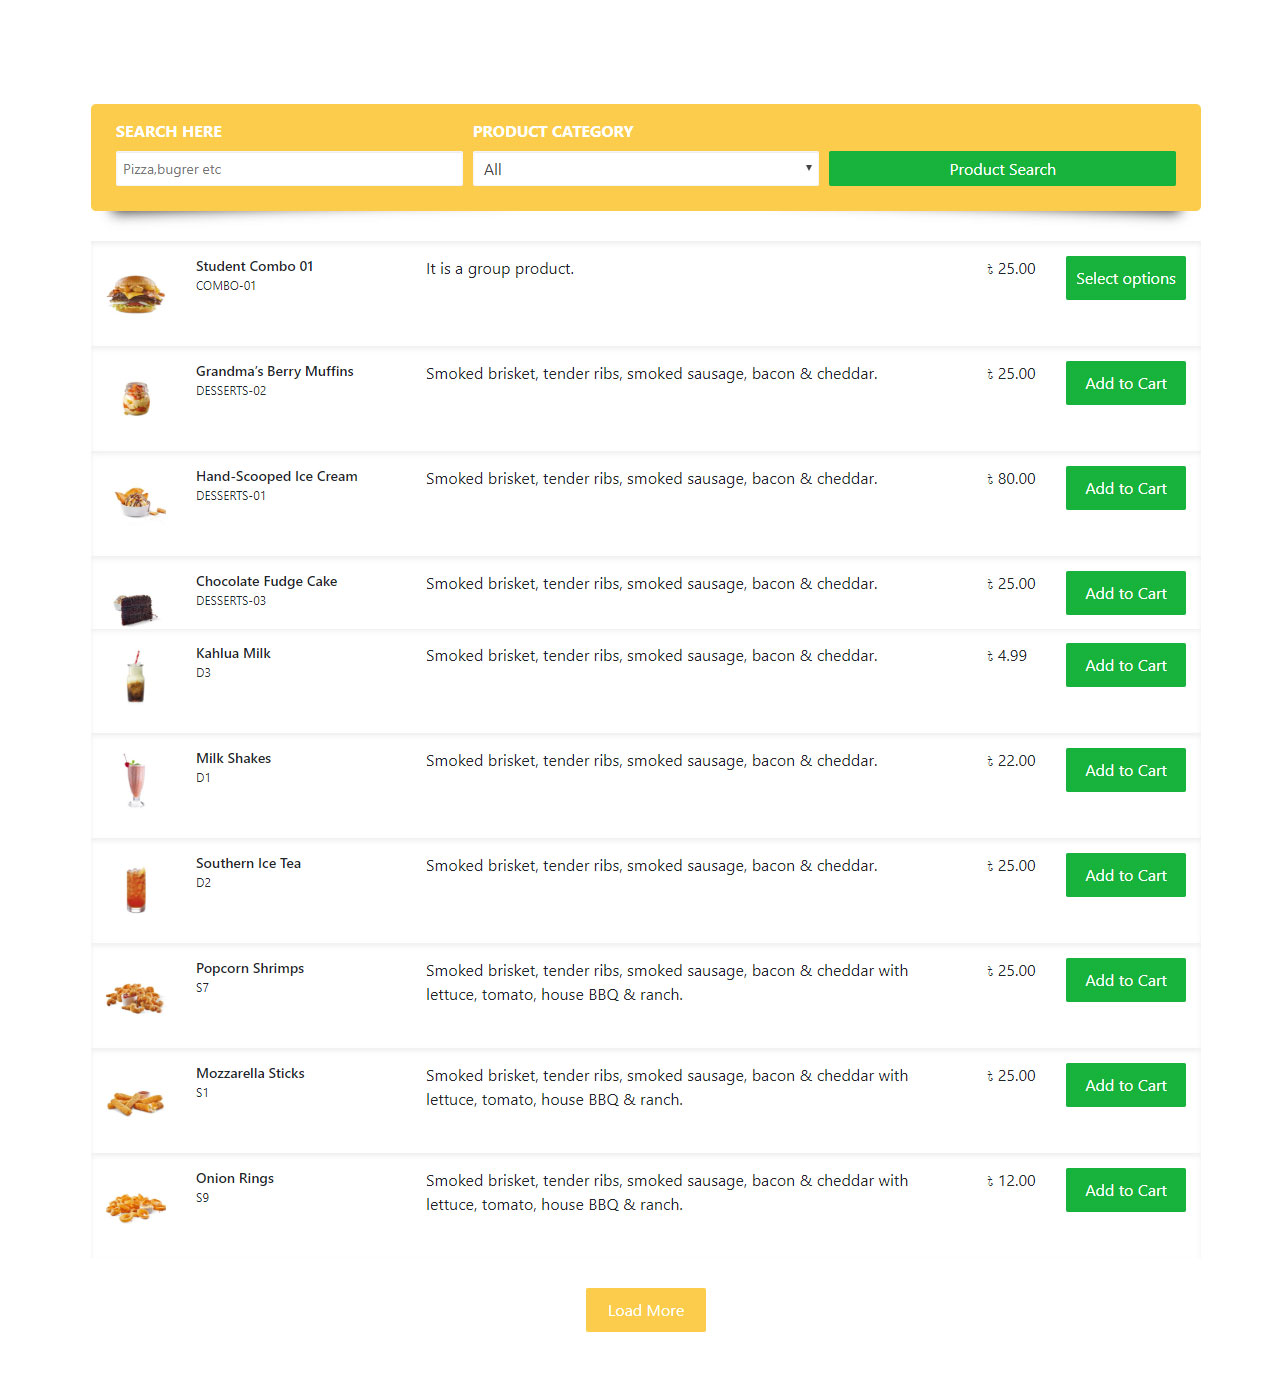 SEARCH HERE
PRODUCT CATEGORY
Pizza,bugrer etc
All
Product Search
Student Combo 01
COMBO-01
It is a group product.
৳ 25.00
Select options
Grandma’s Berry Muffins
DESSERTS-02
Smoked brisket, tender ribs, smoked sausage, bacon & cheddar.
৳ 25.00
Add to Cart
Hand-Scooped Ice Cream
DESSERTS-01
Smoked brisket, tender ribs, smoked sausage, bacon & cheddar.
৳ 80.00
Add to Cart
Chocolate Fudge Cake
DESSERTS-03
Smoked brisket, tender ribs, smoked sausage, bacon & cheddar.
৳ 25.00
Add to Cart
Kahlua Milk
D3
Smoked brisket, tender ribs, smoked sausage, bacon & cheddar.
৳ 4.99
Add to Cart
Milk Shakes
D1
Smoked brisket, tender ribs, smoked sausage, bacon & cheddar.
৳ 22.00
Add to Cart
Southern Ice Tea
D2
Smoked brisket, tender ribs, smoked sausage, bacon & cheddar.
৳ 25.00
Add to Cart
Popcorn Shrimps
S7
Smoked brisket, tender ribs, smoked sausage, bacon & cheddar with
lettuce, tomato, house BBQ & ranch.
৳ 25.00
Add to Cart
Mozzarella Sticks
S1
Smoked brisket, tender ribs, smoked sausage, bacon & cheddar with
lettuce, tomato, house BBQ & ranch.
৳ 25.00
Add to Cart
Onion Rings
S9
Smoked brisket, tender ribs, smoked sausage, bacon & cheddar with
lettuce, tomato, house BBQ & ranch.
৳ 12.00
Add to Cart
Load More